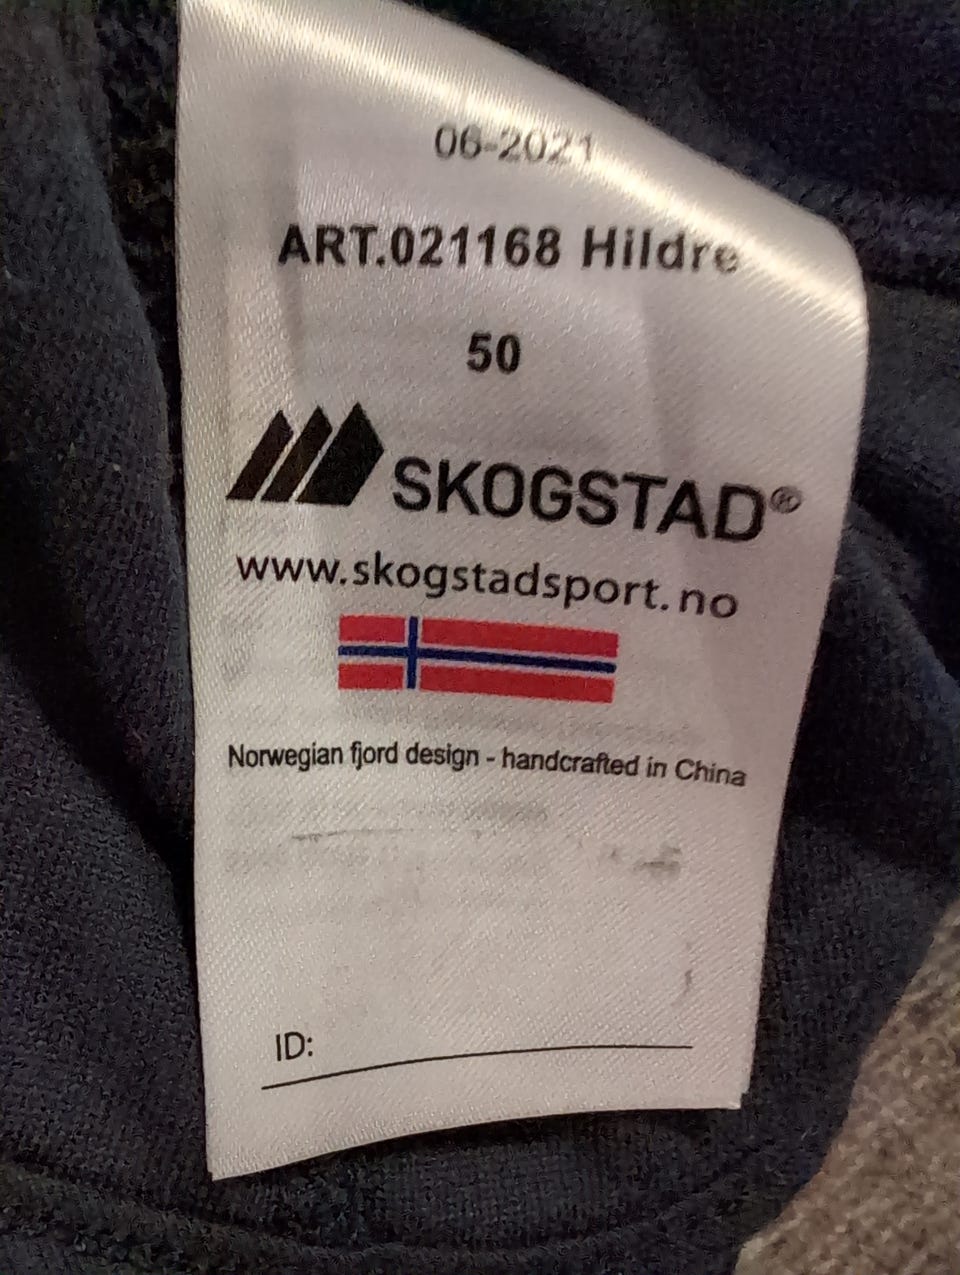 06-2021
ART.021168 Hildre
50
SKOGSTAD®
www.skogstadsport.no
Norwegian fjord design - handcrafted in China
ID: